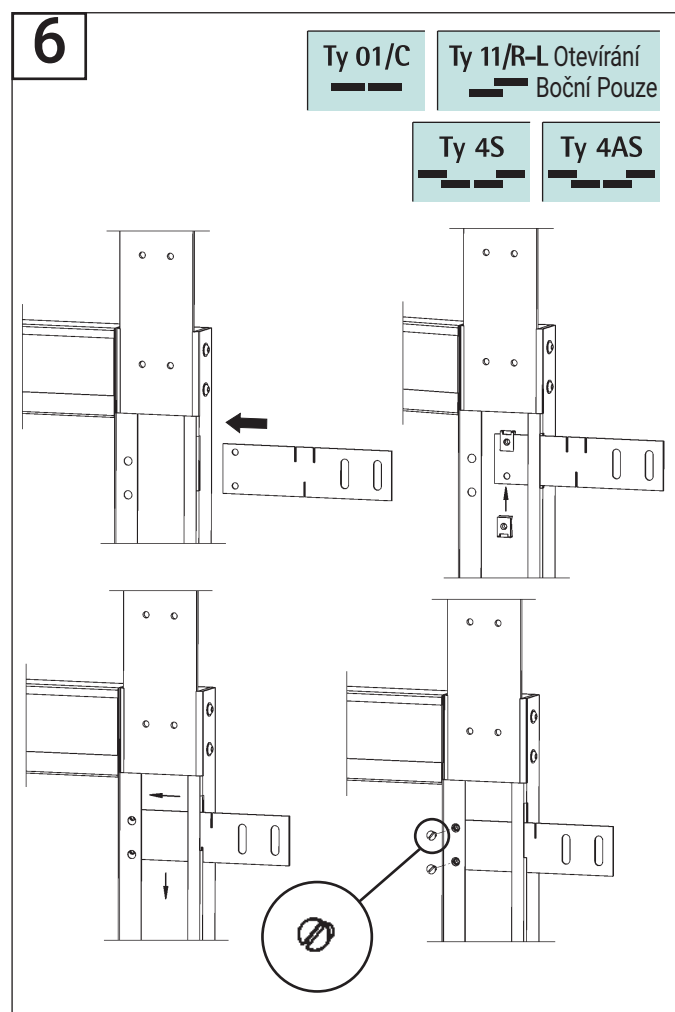 6
Ty 01/C
Ty 11/R-L Otevírání
Boční Pouze
Ty 4S
Ty 4AS